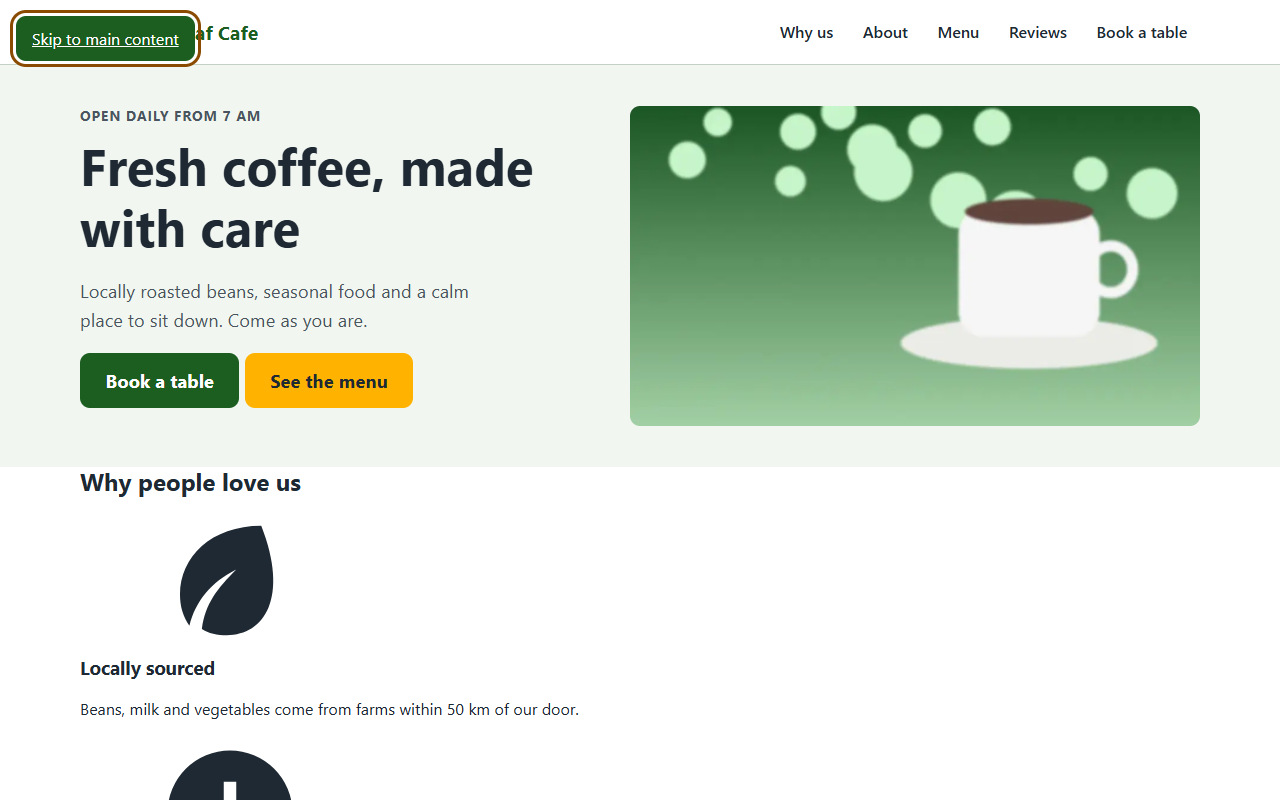 Skip to main content
af Cafe
Why us
About
Menu
Reviews
Book a table
OPEN DAILY FROM 7 AM
Fresh coffee, made
with care
Locally roasted beans, seasonal food and a calm
place to sit down. Come as you are.
Book a table
See the menu
Why people love us
Locally sourced
Beans, milk and vegetables come from farms within 50 km of our door.